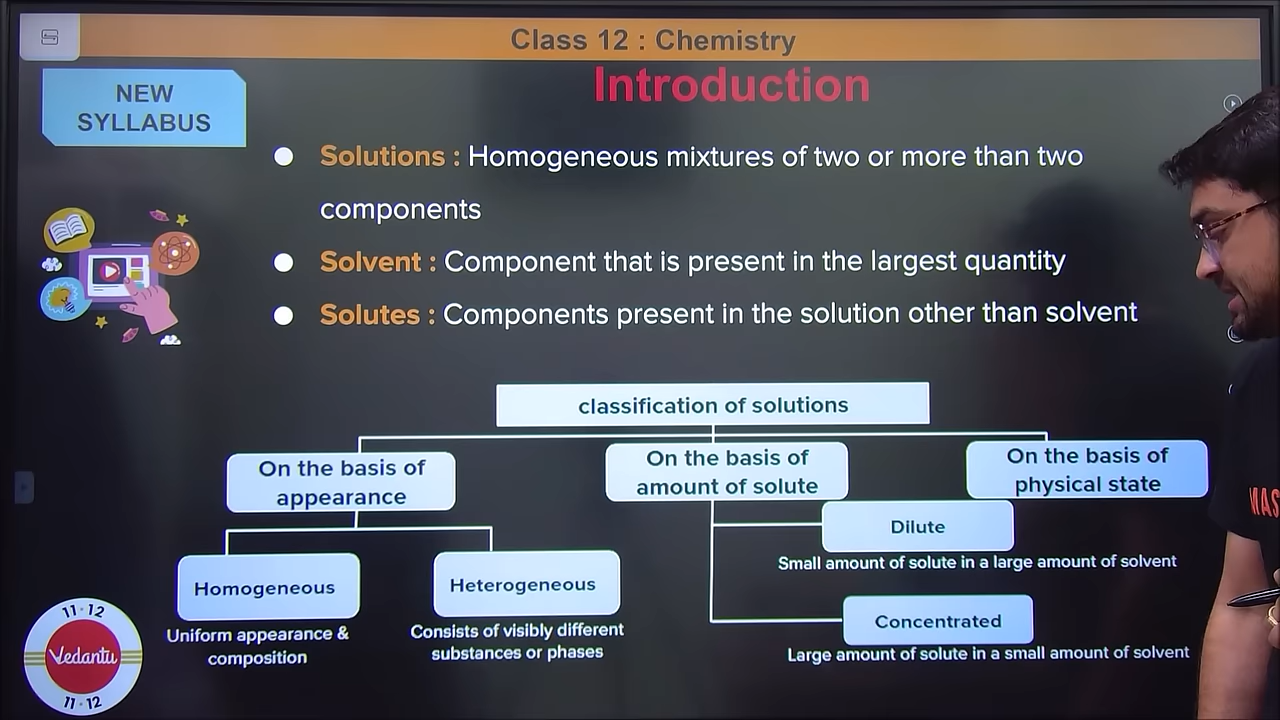 Class 12 : Chemistry
Introduction
NEW
SYLLABUS
Solutions : Homogeneous mixtures of two or more than two
components
Solvent : Component that is present in the largest quantity
Solutes : Components present in the solution other than solvent
classification of solutions
On the basis of
appearance
On the basis of
amount of solute
On the basis of
physical state
Dilute
Small amount of solute in a large amount of solvent
Homogeneous
Heterogeneous
Uniform appearance &
composition
Consists of visibly different
substances or phases
Concentrated
Large amount of solute in a small amount of solvent
11-12
Vedantu
11-12
MAS